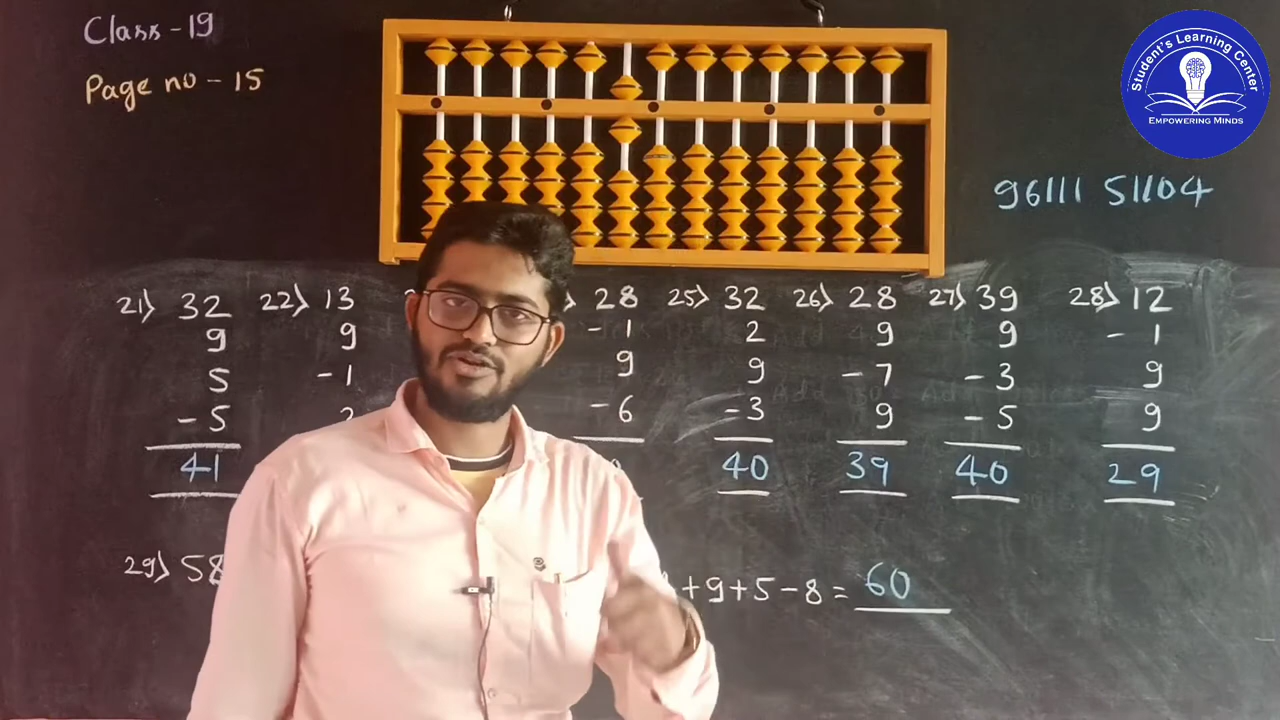 Class - 19
Page no - 15
Student's Learning Center
EMPOWERING MINDS
96111 51104
21) 32 22) 13 28 25) 32 26) 28 27) 39 28) 12
9 9 - 1 2 9 9 - 1
5 - 1 9 9 - 7 - 3 9
- 5 2 - 6 - 3 9 - 5 9
41 40 39 40 29
29) 58 + 9 + 5 - 8 = 60